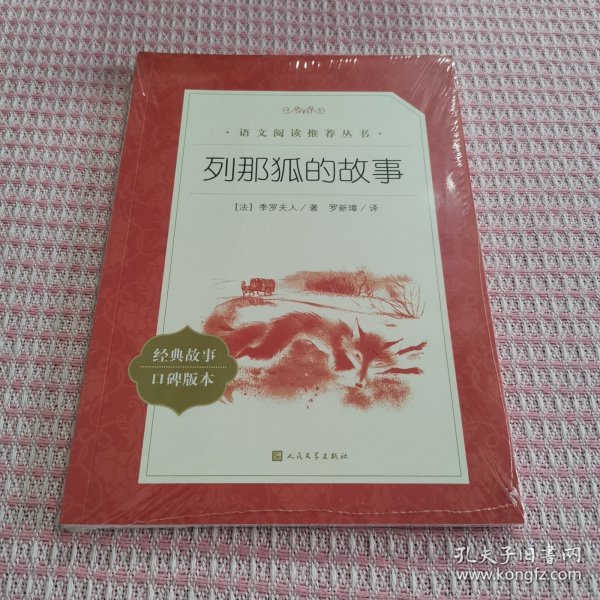 ·语文阅读推荐丛书·
列那狐的故事
[法]季罗夫人/著 罗新璋/译
经典故事
口碑版本
人民文学出版社
孔夫子旧书网
www.kongfz.com